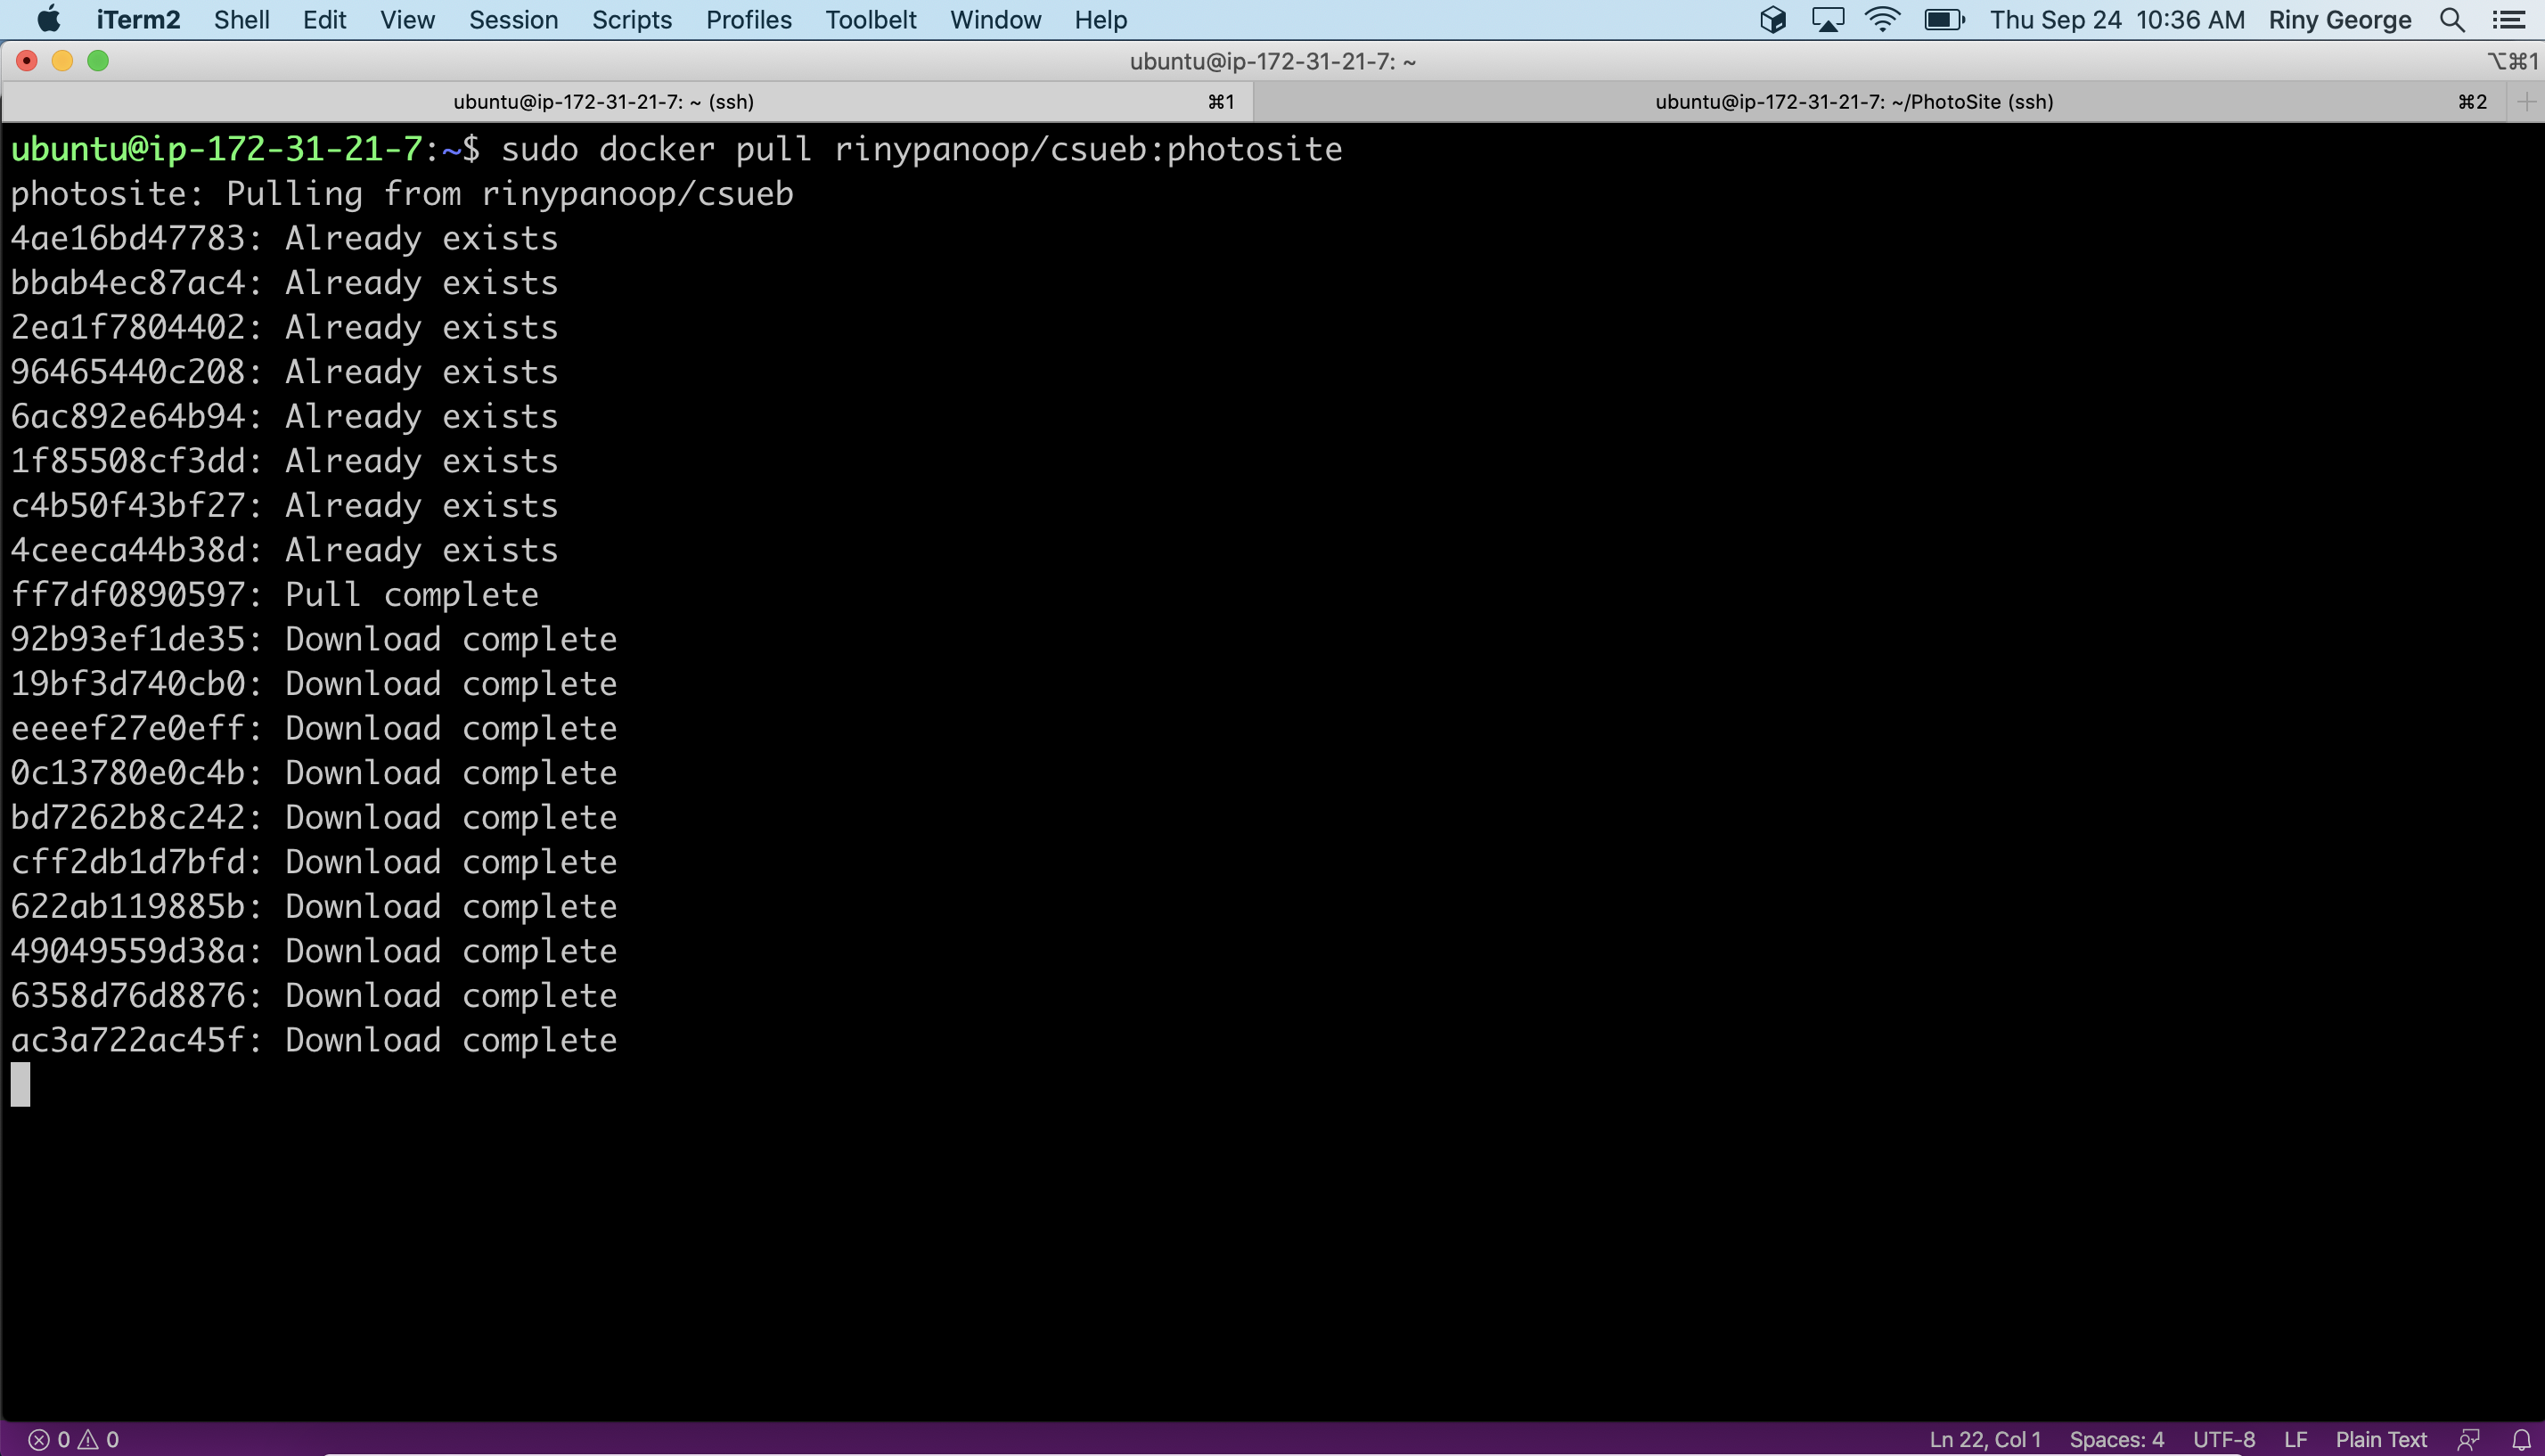 iTerm2 Shell Edit View Session Scripts Profiles Toolbelt Window Help Thu Sep 24 10:36 AM Riny George
ubuntu@ip-172-31-21-7: ~ ⌥⌘1
ubuntu@ip-172-31-21-7: ~ (ssh) ⌘1 ubuntu@ip-172-31-21-7: ~/PhotoSite (ssh) ⌘2
ubuntu@ip-172-31-21-7:~$ sudo docker pull rinypanoop/csueb:photosite
photosite: Pulling from rinypanoop/csueb
4ae16bd47783: Already exists
bbab4ec87ac4: Already exists
2ea1f7804402: Already exists
96465440c208: Already exists
6ac892e64b94: Already exists
1f85508cf3dd: Already exists
c4b50f43bf27: Already exists
4ceeca44b38d: Already exists
ff7df0890597: Pull complete
92b93ef1de35: Download complete
19bf3d740cb0: Download complete
eeeef27e0eff: Download complete
0c13780e0c4b: Download complete
bd7262b8c242: Download complete
cff2db1d7bfd: Download complete
622ab119885b: Download complete
49049559d38a: Download complete
6358d76d8876: Download complete
ac3a722ac45f: Download complete
0 0 Ln 22, Col 1 Spaces: 4 UTF-8 LF Plain Text